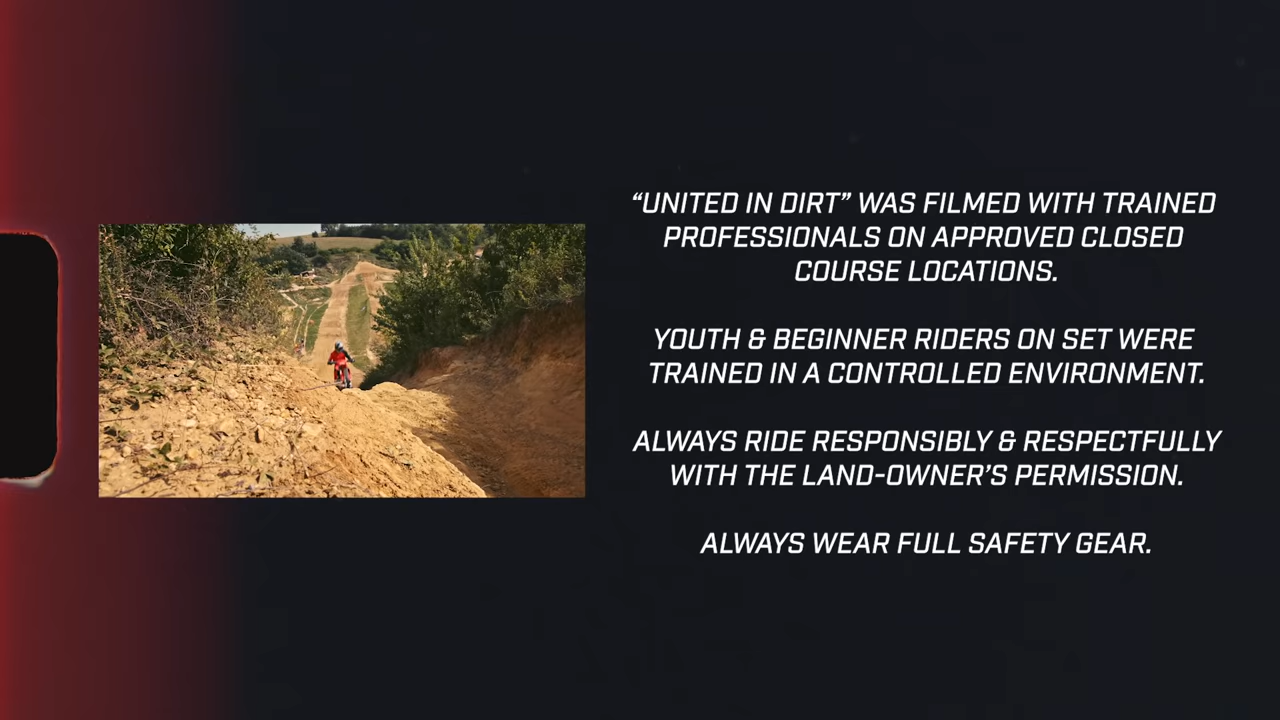 “UNITED IN DIRT” WAS FILMED WITH TRAINED
PROFESSIONALS ON APPROVED CLOSED
COURSE LOCATIONS.
YOUTH & BEGINNER RIDERS ON SET WERE
TRAINED IN A CONTROLLED ENVIRONMENT.
ALWAYS RIDE RESPONSIBLY & RESPECTFULLY
WITH THE LAND-OWNER’S PERMISSION.
ALWAYS WEAR FULL SAFETY GEAR.